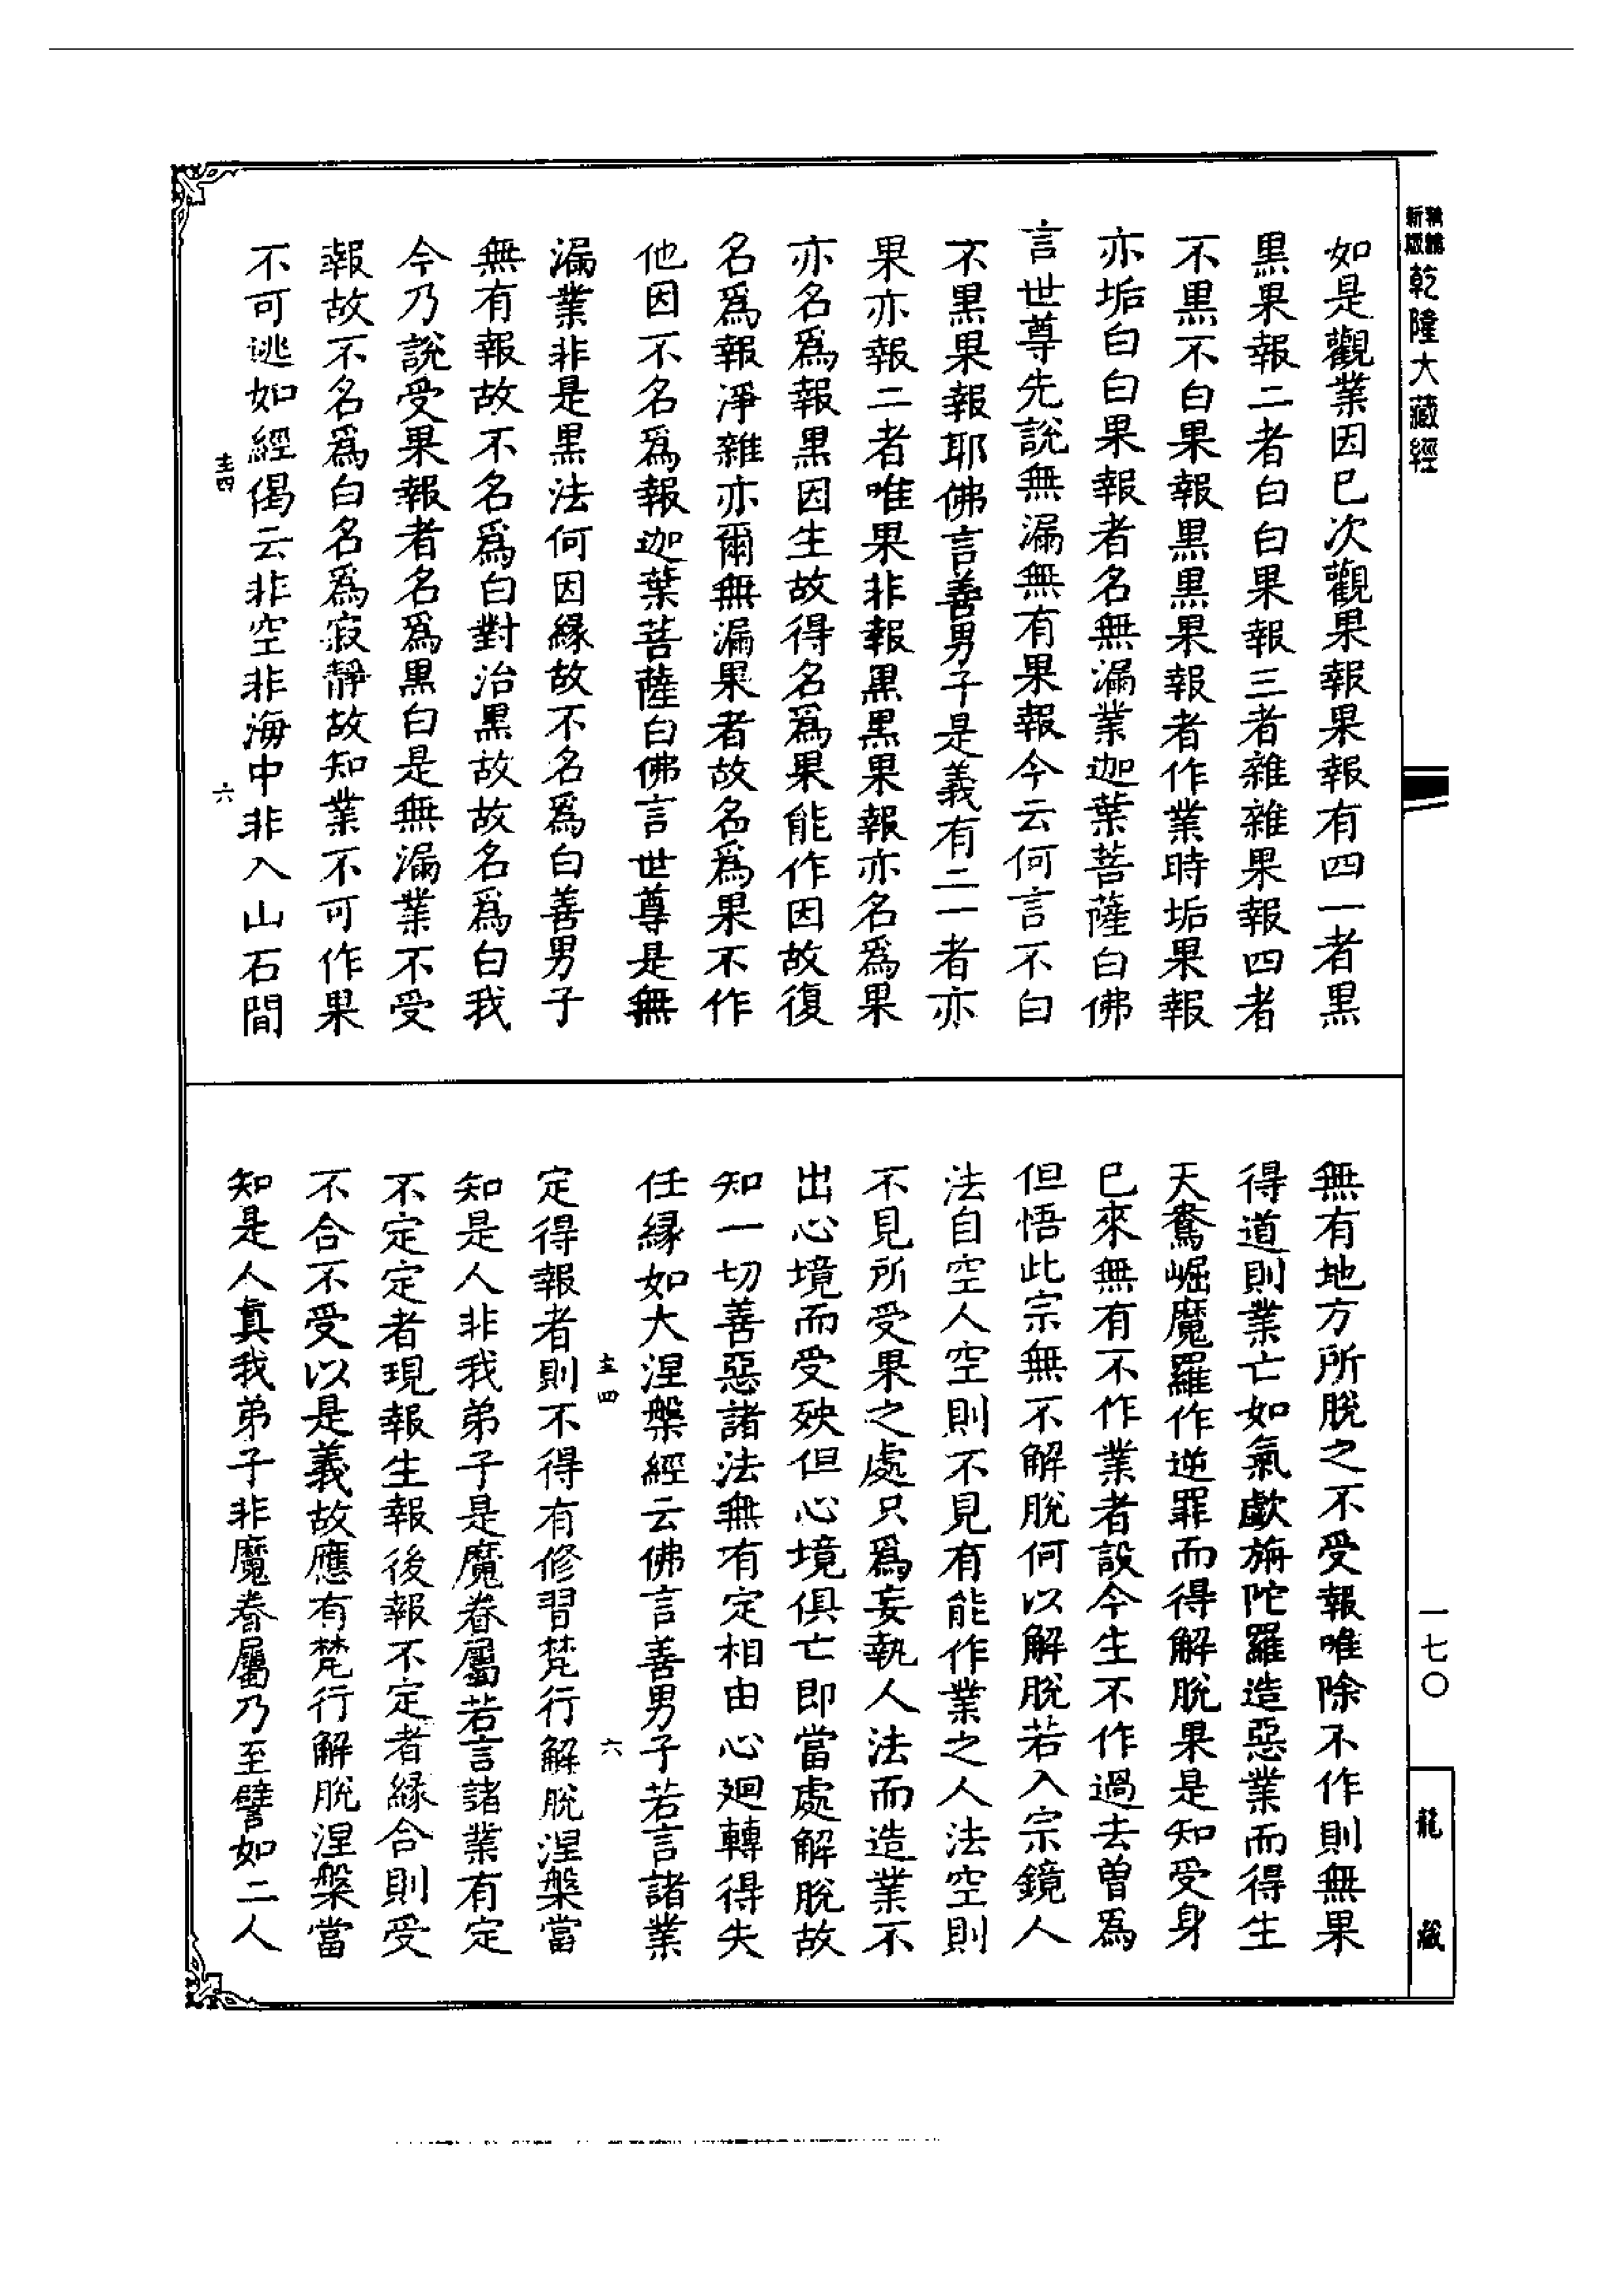 新版 精編 乾隆大藏經
如是觀業因已次觀果報果報有四一者黑
黑果報二者白白果報三者雜雜果報四者
不黑不白果報黑黑果報者作業時垢果報
亦垢白白果報者名無漏業迦葉菩薩白佛
言世尊先說無漏無有果報今云何言不白
不黑果報耶佛言善男子是義有二一者亦
果亦報二者唯果非報黑黑果報亦名爲果
亦名爲報黑因生故得名爲果能作因故復
名爲報淨雜亦爾無漏果者故名爲果不作
他因不名爲報迦葉菩薩白佛言世尊是無
漏業非是黑法何因緣故不名爲白善男子
無有報故不名爲白對治黑故故名爲白我
今乃說受果報者名爲黑白是無漏業不受
報故不名爲白名爲寂靜故知業不可作果
不可逃如經偈云非空非海中非入山石間
圭四 六
無有地方所脫之不受報唯除不作則無果
得道則業亡如氣歔旃陀羅造惡業而得生
天鴦崛魔羅作逆罪而得解脫果是知受身
已來無有不作業者設今生不作過去曾爲
但悟此宗無不解脫何以解脫若入宗鏡人
法自空人空則不見有能作業之人法空則
不見所受果之處只爲妄執人法而造業不
出心境而受殃但心境俱亡即當處解脫故
知一切善惡諸法無有定相由心廻轉得失
任緣如大涅槃經云佛言善男子若言諸業
圭四 六
定得報者則不得有修習梵行解脫涅槃當
知是人非我弟子是魔眷屬若言諸業有定
不定定者現報生報後報不定者緣合則受
不合不受以是義故應有梵行解脫涅槃當
知是人真我弟子非魔眷屬乃至譬如二人
一七〇
龍藏